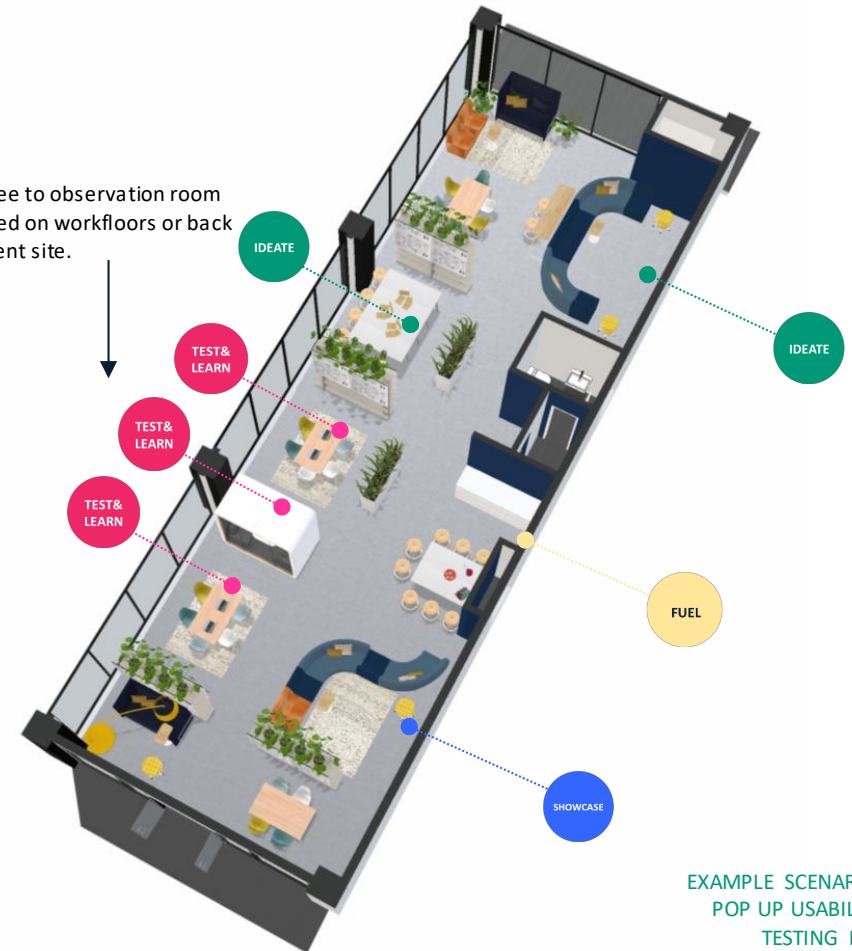 ee to observation room
ed on workfloors or back
ent site.
IDEATE
TEST&
LEARN
IDEATE
TEST&
LEARN
TEST&
LEARN
FUEL
SHOWCASE
EXAMPLE SCENAR
POP UP USABIL
TESTING